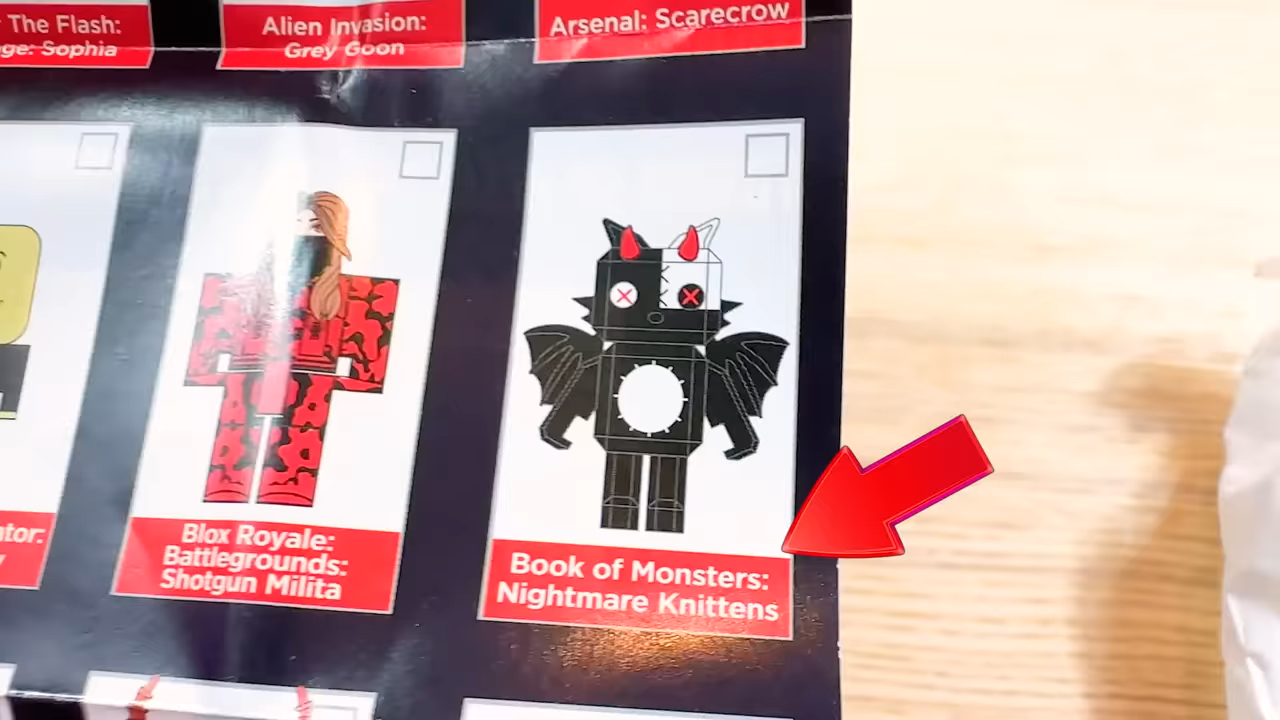 The Flash:
ge: Sophia
Alien Invasion:
Grey Goon
Arsenal: Scarecrow
ator:
Blox Royale:
Battlegrounds:
Shotgun Milita
Book of Monsters:
Nightmare Knittens